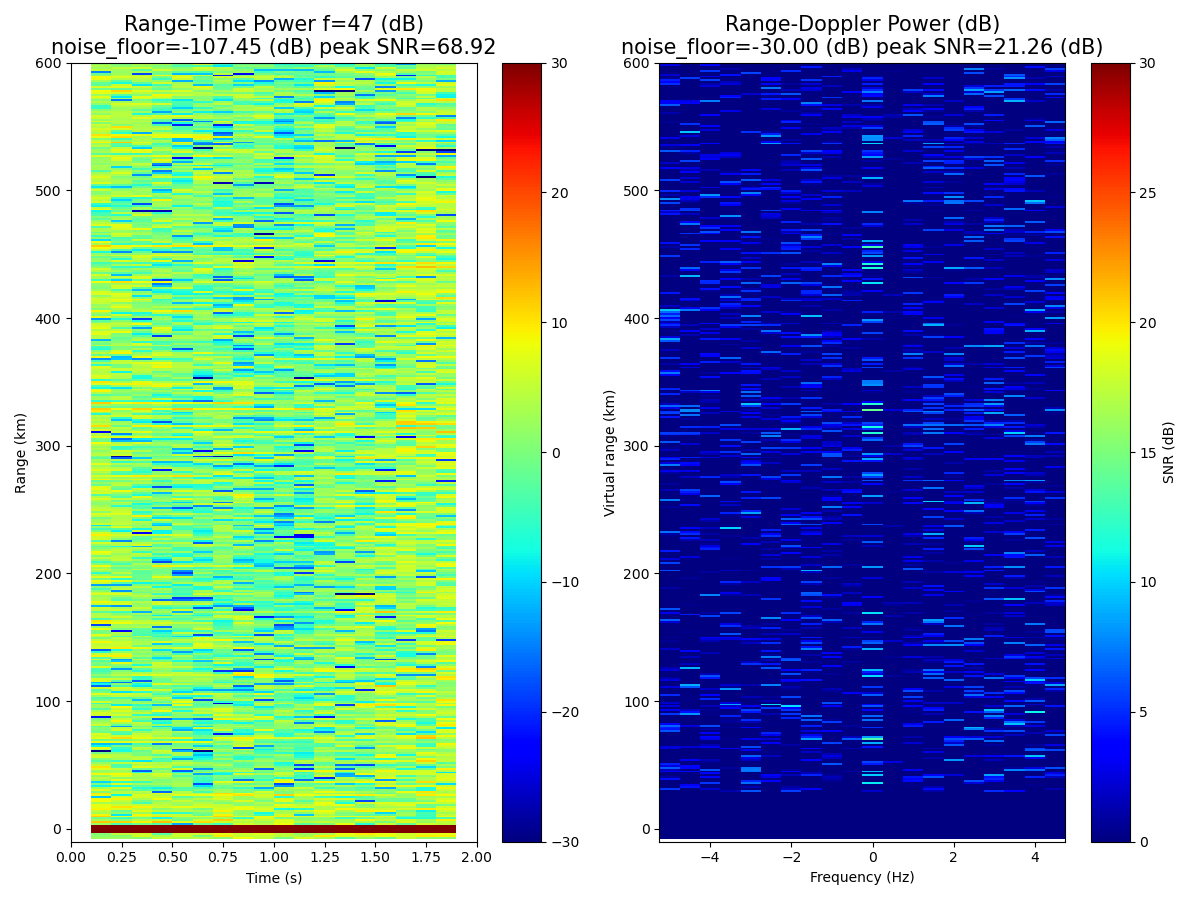 Range-Time Power f=47 (dB)
noise_floor=-107.45 (dB) peak SNR=68.92
600
500
400
300
200
100
0
Range (km)
0.00 0.25 0.50 0.75 1.00 1.25 1.50 1.75 2.00
Time (s)
30
20
10
0
−10
−20
−30
Range-Doppler Power (dB)
noise_floor=-30.00 (dB) peak SNR=21.26 (dB)
600
500
400
300
200
100
0
Virtual range (km)
−4 −2 0 2 4
Frequency (Hz)
30
25
20
15
10
5
0
SNR (dB)